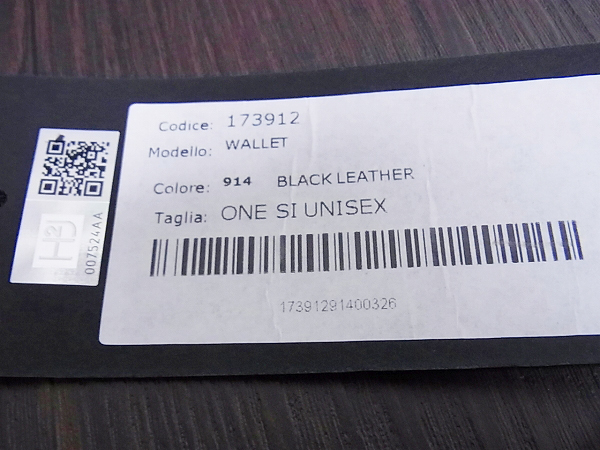 Codice: 173912
Modello: WALLET
Colore: 914 BLACK LEATHER
Taglia: ONE SI UNISEX
17391291400326
007524AA